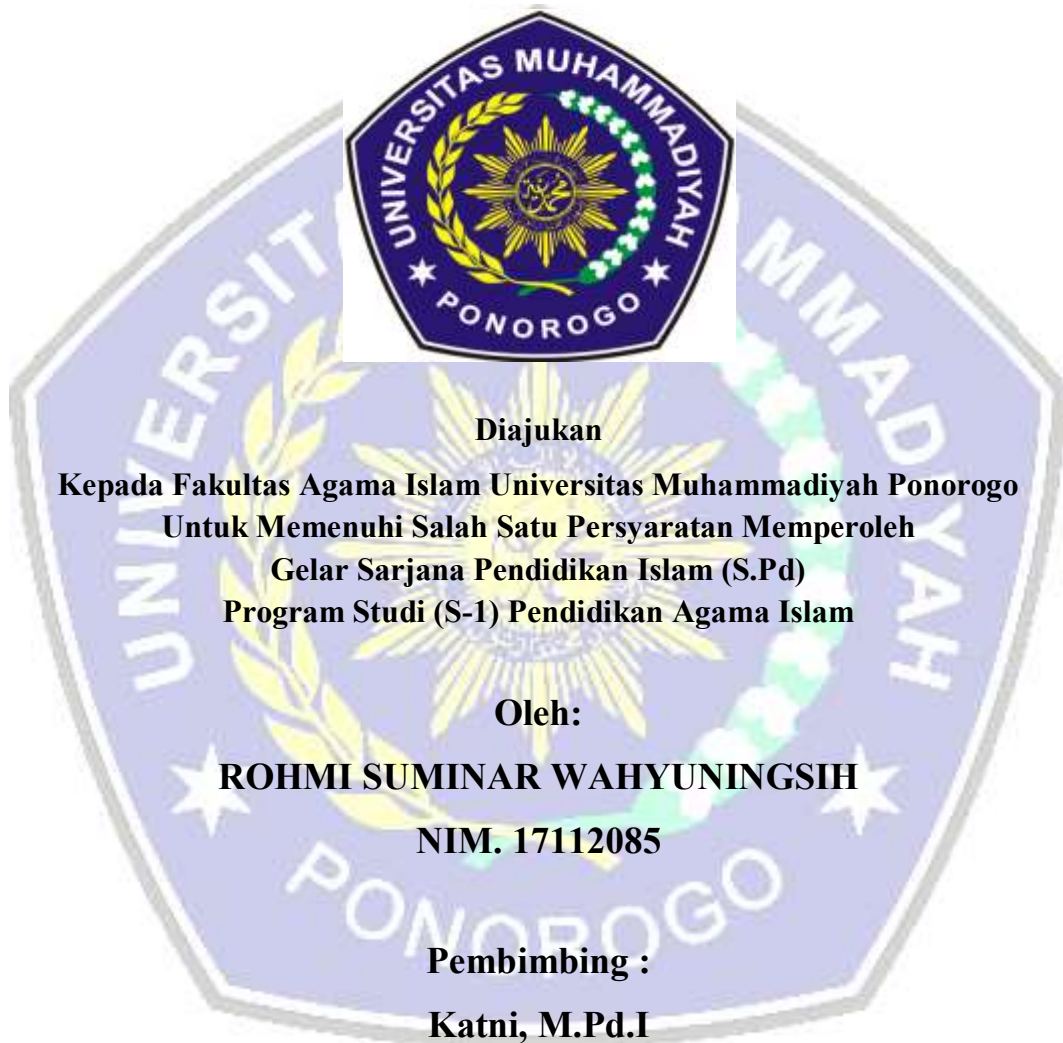 UNIVERSITAS MUHAMMADIYAH
PONOROGO
Diajukan
Kepada Fakultas Agama Islam Universitas Muhammadiyah Ponorogo
Untuk Memenuhi Salah Satu Persyaratan Memperoleh
Gelar Sarjana Pendidikan Islam (S.Pd)
Program Studi (S-1) Pendidikan Agama Islam
Oleh:
ROHMI SUMINAR WAHYUNINGSIH
NIM. 17112085
Pembimbing :
Katni, M.Pd.I